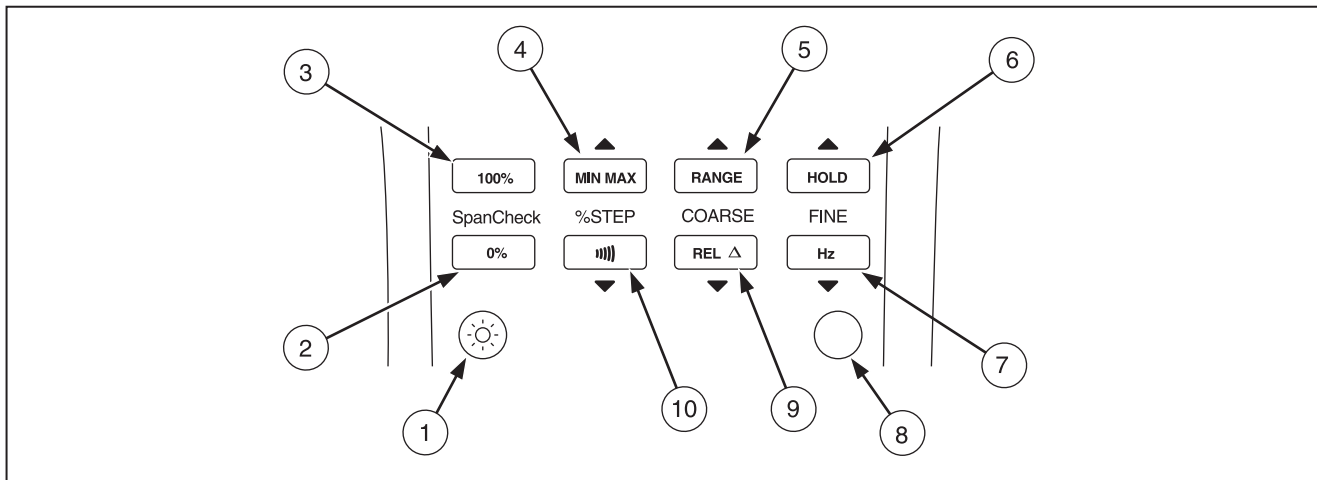 4 5
3 6
100% MIN MAX RANGE HOLD
SpanCheck %STEP COARSE FINE
0% REL Δ Hz
2 7
10 9
1 8